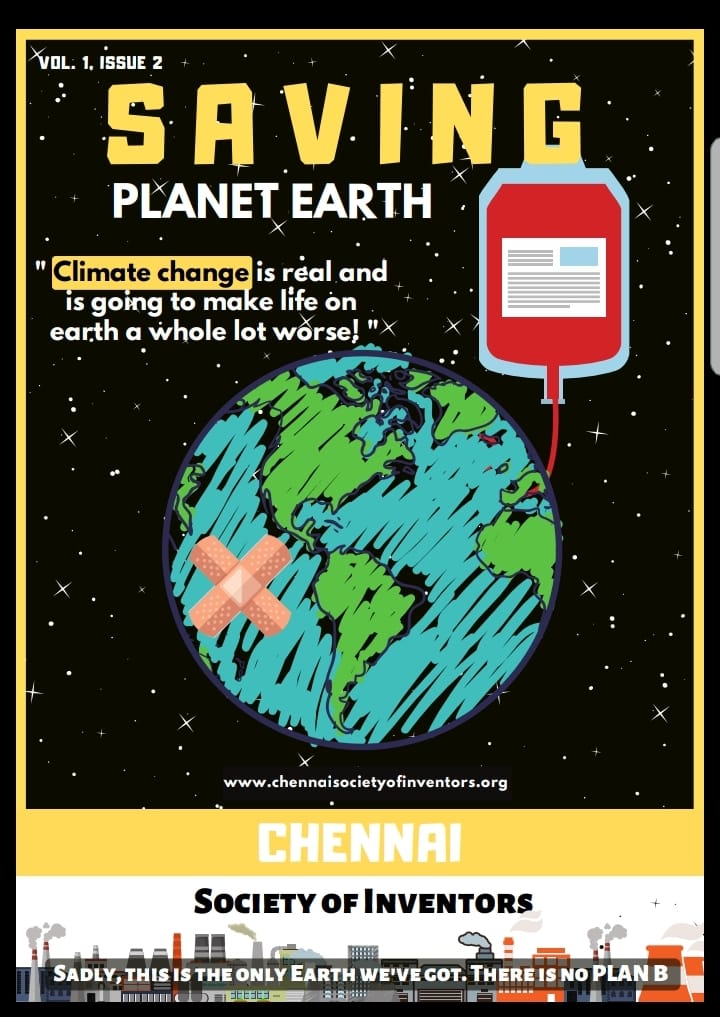 VOL. 1, ISSUE 2
SAVING
PLANET EARTH
" Climate change is real and
is going to make life on
earth a whole lot worse! "
www.chennaisocietyofinventors.org
CHENNAI
SOCIETY OF INVENTORS
SADLY, THIS IS THE ONLY EARTH WE'VE GOT. THERE IS NO PLAN B